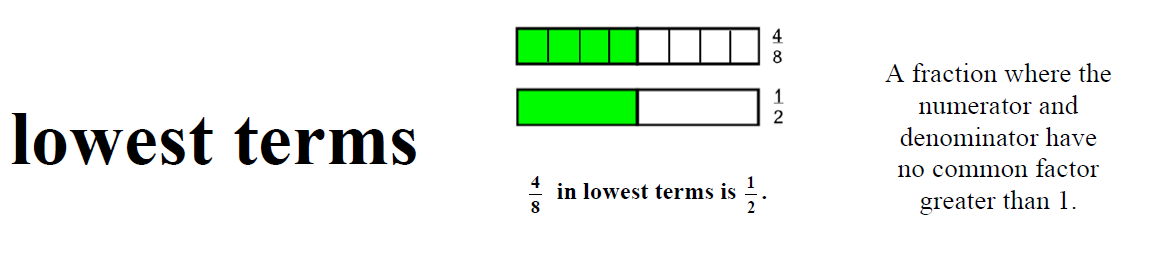 lowest terms
4/8
1/2
4/8 in lowest terms is 1/2.
A fraction where the
numerator and
denominator have
no common factor
greater than 1.